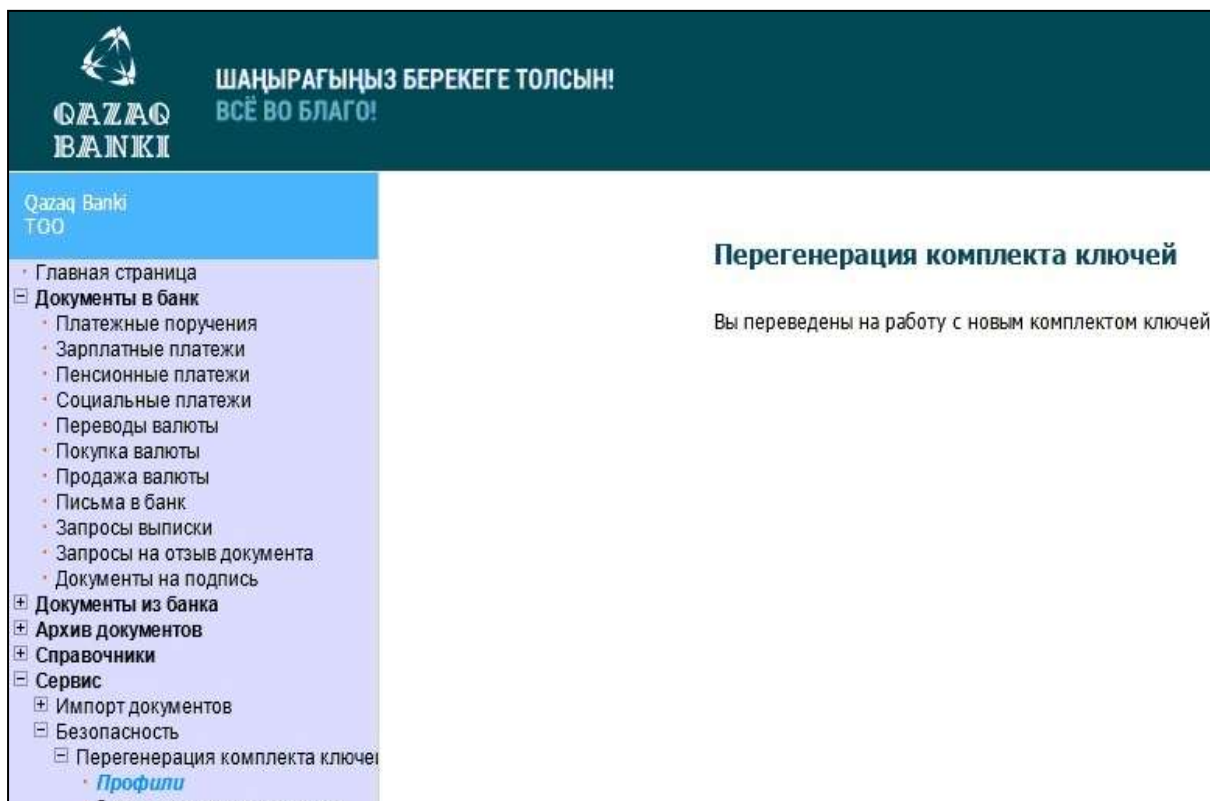 ШАҢЫРАҒЫҢЫЗ БЕРЕКЕГЕ ТОЛСЫН!
ВСЁ ВО БЛАГО!
QAZAQ
BANKI
Qazaq Banki
ТОО
Главная страница
Документы в банк
Платежные поручения
Зарплатные платежи
Пенсионные платежи
Социальные платежи
Переводы валюты
Покупка валюты
Продажа валюты
Письма в банк
Запросы выписки
Запросы на отзыв документа
Документы на подпись
Документы из банка
Архив документов
Справочники
Сервис
Импорт документов
Безопасность
Перегенерация комплекта ключей
Профили
Перегенерация комплекта ключей
Вы переведены на работу с новым комплектом ключей